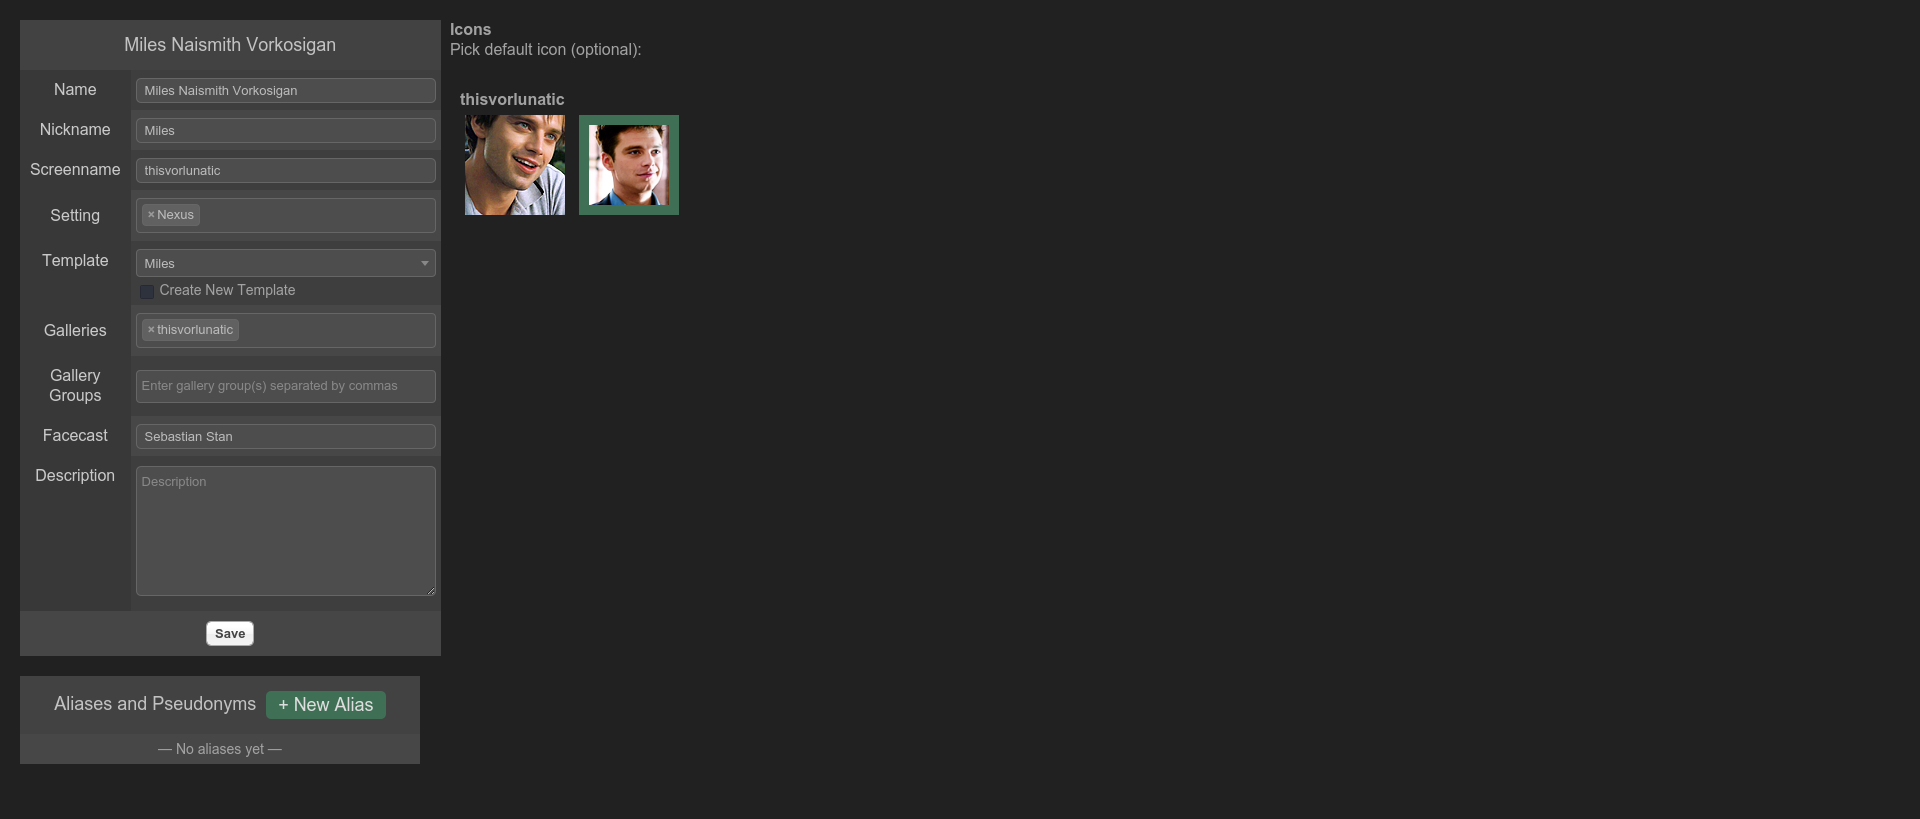 Miles Naismith Vorkosigan
Name
Miles Naismith Vorkosigan
Nickname
Miles
Screenname
thisvorlunatic
Setting
×Nexus
Template
Miles
Create New Template
Galleries
×thisvorlunatic
Gallery
Groups
Enter gallery group(s) separated by commas
Facecast
Sebastian Stan
Description
Description
Save
Aliases and Pseudonyms
+ New Alias
— No aliases yet —
Icons
Pick default icon (optional):
thisvorlunatic